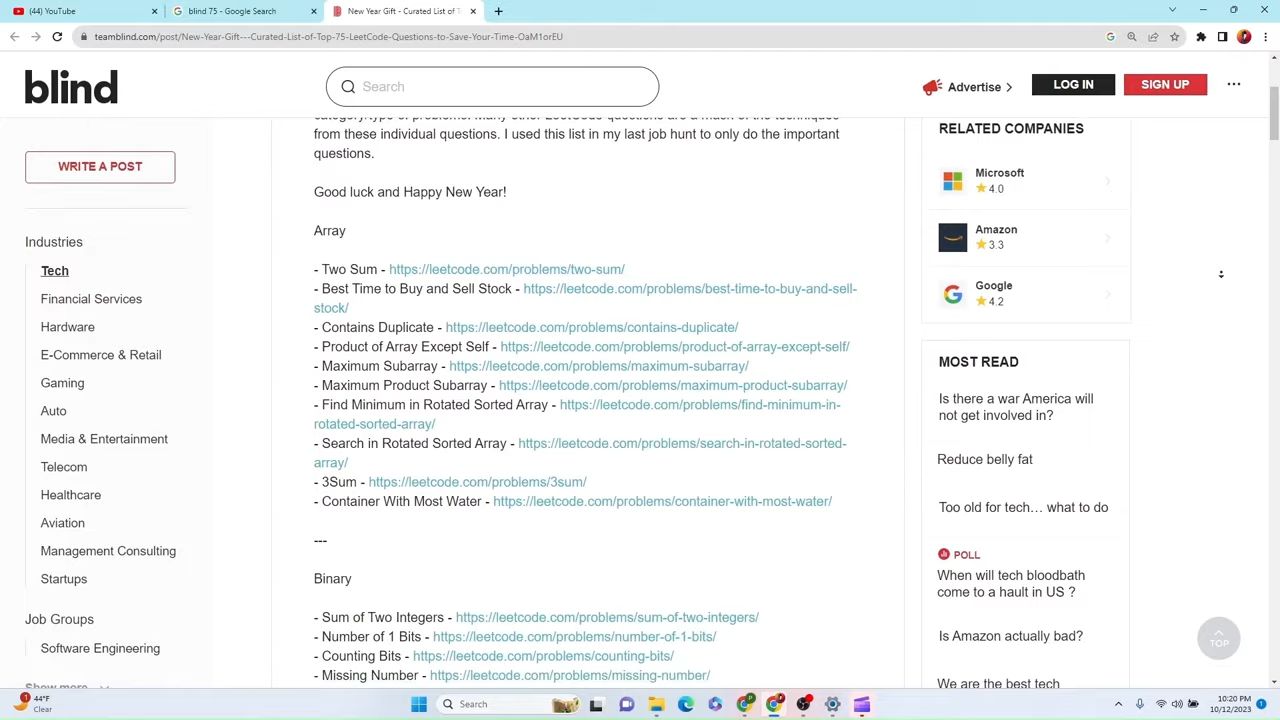 (44) YouTube
blind 75 - Google Search
New Year Gift - Curated List of T
teamblind.com/post/New-Year-Gift---Curated-List-of-Top-75-LeetCode-Questions-to-Save-Your-Time-OaM1orEU
blind
Search
Advertise
LOG IN
SIGN UP
WRITE A POST
Industries
Tech
Financial Services
Hardware
E-Commerce & Retail
Gaming
Auto
Media & Entertainment
Telecom
Healthcare
Aviation
Management Consulting
Startups
Job Groups
Software Engineering
Show more
from these individual questions. I used this list in my last job hunt to only do the important
questions.
Good luck and Happy New Year!
Array
- Two Sum - https://leetcode.com/problems/two-sum/
- Best Time to Buy and Sell Stock - https://leetcode.com/problems/best-time-to-buy-and-sell-
stock/
- Contains Duplicate - https://leetcode.com/problems/contains-duplicate/
- Product of Array Except Self - https://leetcode.com/problems/product-of-array-except-self/
- Maximum Subarray - https://leetcode.com/problems/maximum-subarray/
- Maximum Product Subarray - https://leetcode.com/problems/maximum-product-subarray/
- Find Minimum in Rotated Sorted Array - https://leetcode.com/problems/find-minimum-in-
rotated-sorted-array/
- Search in Rotated Sorted Array - https://leetcode.com/problems/search-in-rotated-sorted-
array/
- 3Sum - https://leetcode.com/problems/3sum/
- Container With Most Water - https://leetcode.com/problems/container-with-most-water/
---
Binary
- Sum of Two Integers - https://leetcode.com/problems/sum-of-two-integers/
- Number of 1 Bits - https://leetcode.com/problems/number-of-1-bits/
- Counting Bits - https://leetcode.com/problems/counting-bits/
- Missing Number - https://leetcode.com/problems/missing-number/
RELATED COMPANIES
Microsoft
4.0
Amazon
3.3
Google
4.2
MOST READ
Is there a war America will
not get involved in?
Reduce belly fat
Too old for tech… what to do
POLL
When will tech bloodbath
come to a hault in US ?
Is Amazon actually bad?
We are the best tech
TOP
1
44°F
Clear
Search
10:20 PM
10/12/2023